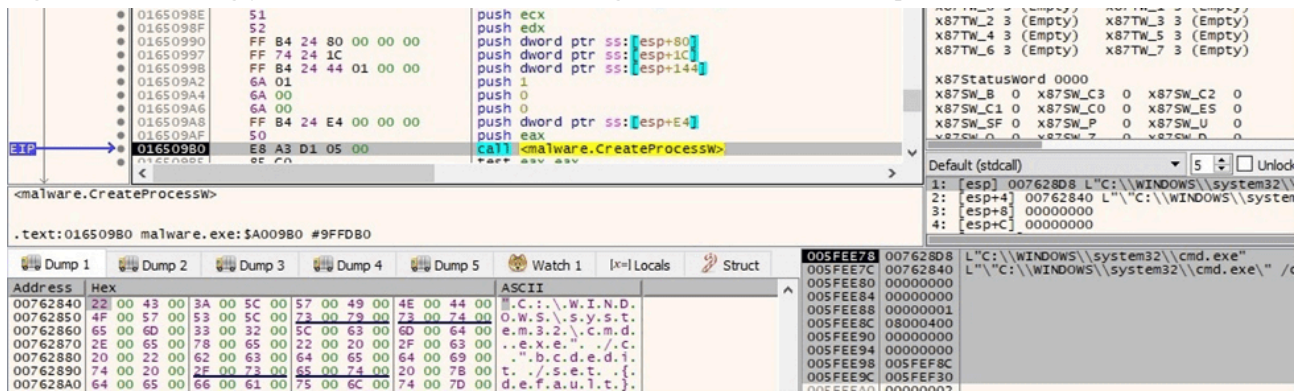 0165098E 51 push ecx
0165098F 52 push edx
01650990 FF B4 24 80 00 00 00 push dword ptr ss:[esp+80]
01650997 FF 74 24 1C push dword ptr ss:[esp+1C]
0165099B FF B4 24 44 01 00 00 push dword ptr ss:[esp+144]
016509A2 6A 01 push 1
016509A4 6A 00 push 0
016509A6 6A 00 push 0
016509A8 FF B4 24 E4 00 00 00 push dword ptr ss:[esp+E4]
016509AF 50 push eax
EIP 016509B0 E8 A3 D1 05 00 call <malware.CreateProcessW>
<malware.CreateProcessW>
.text:016509B0 malware.exe:$A009B0 #9FFDB0
x87TW_2 3 (Empty) x87TW_3 3 (Empty)
x87TW_4 3 (Empty) x87TW_5 3 (Empty)
x87TW_6 3 (Empty) x87TW_7 3 (Empty)
x87StatusWord 0000
x87SW_B 0 x87SW_C3 0 x87SW_C2 0
x87SW_C1 0 x87SW_C0 0 x87SW_ES 0
x87SW_SF 0 x87SW_P 0 x87SW_U 0
Default (stdcall) 5 Unlock
1: [esp] 007628D8 L"C:\\WINDOWS\\system32\\
2: [esp+4] 00762840 L"\"C:\\WINDOWS\\system
3: [esp+8] 00000000
4: [esp+C] 00000000
Dump 1 Dump 2 Dump 3 Dump 4 Dump 5 Watch 1 [x=] Locals Struct
Address Hex ASCII
00762840 22 00 43 00 3A 00 5C 00 57 00 49 00 4E 00 44 00 ".C.:.\.W.I.N.D.
00762850 4F 00 57 00 53 00 5C 00 73 00 79 00 73 00 74 00 O.W.S.\.s.y.s.t.
00762860 65 00 6D 00 33 00 32 00 5C 00 63 00 6D 00 64 00 e.m.3.2.\.c.m.d.
00762870 2E 00 65 00 78 00 65 00 22 00 20 00 2F 00 63 00 ..e.x.e.". ./.c.
00762880 20 00 22 00 62 00 63 00 64 00 65 00 64 00 69 00 .".b.c.d.e.d.i.
00762890 74 00 20 00 2F 00 73 00 65 00 74 00 20 00 7B 00 t. ./.s.e.t. .{.
007628A0 64 00 65 00 66 00 61 00 75 00 6C 00 74 00 7D 00 d.e.f.a.u.l.t.}.
005FEE78 007628D8 L"C:\\WINDOWS\\system32\\cmd.exe"
005FEE7C 00762840 L"\"C:\\WINDOWS\\system32\\cmd.exe\" /c
005FEE80 00000000
005FEE84 00000000
005FEE88 00000001
005FEE8C 08000400
005FEE90 00000000
005FEE94 00000000
005FEE98 005FEF8C
005FEE9C 005FEF30